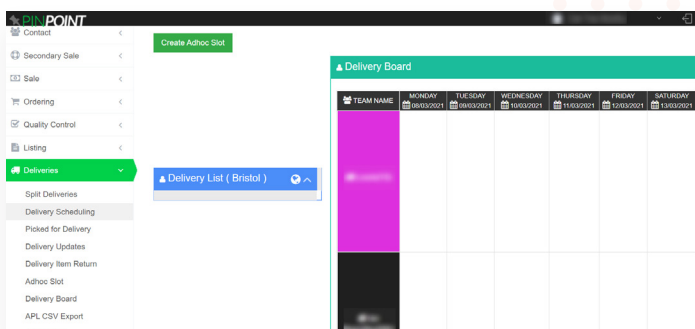 PINPOINT
Contact
Secondary Sale
Sale
Ordering
Quality Control
Listing
Deliveries
Split Deliveries
Delivery Scheduling
Picked for Delivery
Delivery Updates
Delivery Item Return
Adhoc Slot
Delivery Board
APL CSV Export
Create Adhoc Slot
Delivery List ( Bristol )
Delivery Board
TEAM NAME
MONDAY
08/03/2021
TUESDAY
09/03/2021
WEDNESDAY
10/03/2021
THURSDAY
11/03/2021
FRIDAY
12/03/2021
SATURDAY
13/03/2021